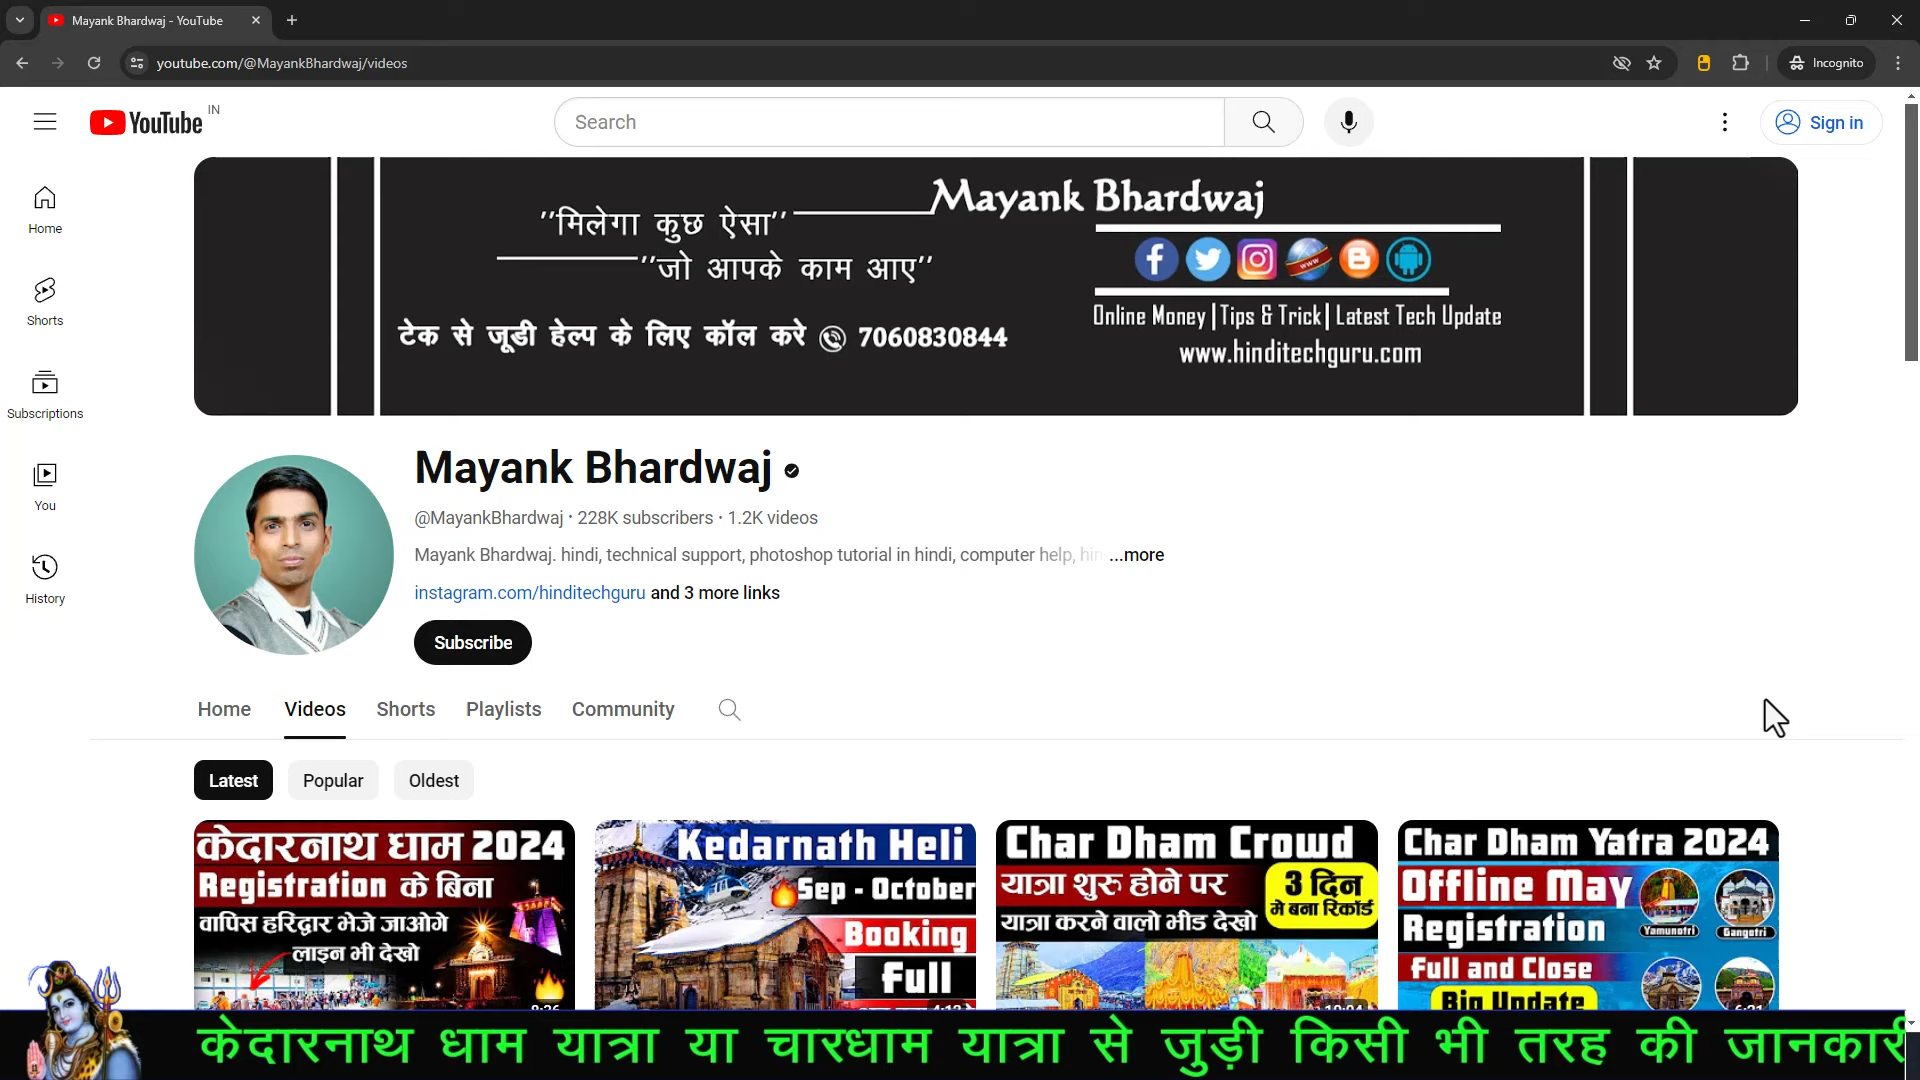 Mayank Bhardwaj - YouTube
youtube.com/@MayankBhardwaj/videos
Incognito
YouTube IN
Search
Sign in
Home
Shorts
Subscriptions
You
History
Mayank Bhardwaj
''मिलेगा कुछ ऐसा''
''जो आपके काम आए''
टेक से जूडी हेल्प के लिए कॉल करे 7060830844
www
Online Money | Tips & Trick | Latest Tech Update
www.hinditechguru.com
Mayank Bhardwaj
@MayankBhardwaj · 228K subscribers · 1.2K videos
Mayank Bhardwaj. hindi, technical support, photoshop tutorial in hindi, computer help, hin ...more
instagram.com/hinditechguru and 3 more links
Subscribe
Home Videos Shorts Playlists Community
Latest Popular Oldest
केदारनाथ धाम 2024
Registration के बिना
वापिस हरिद्वार भेजे जाओगे
लाइन भी देखो
Kedarnath Heli
Sep - October
Booking
Full
Char Dham Crowd
यात्रा शुरु होने पर
3 दिन
मे बना रिकॉर्ड
यात्रा करने वालो भीड देखो
Char Dham Yatra 2024
Offline May
Registration
Full and Close
Big Update
Yamunotri
Gangotri
केदारनाथ धाम यात्रा या चारधाम यात्रा से जुड़ी किसी भी तरह की जानकारी